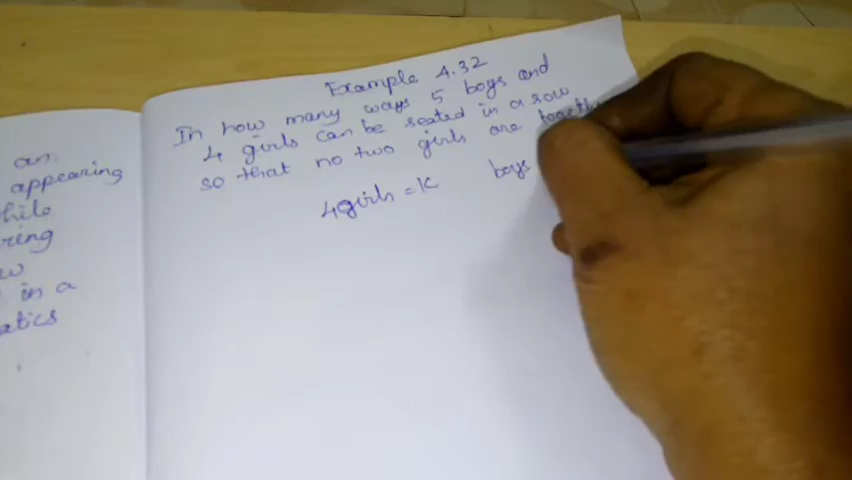 an
appearing
ring
w
in a
atics
Example 4.32
In how many ways 5 boys and
4 girls can be seated in a row
so that no two girls are together
4 girls = K boys